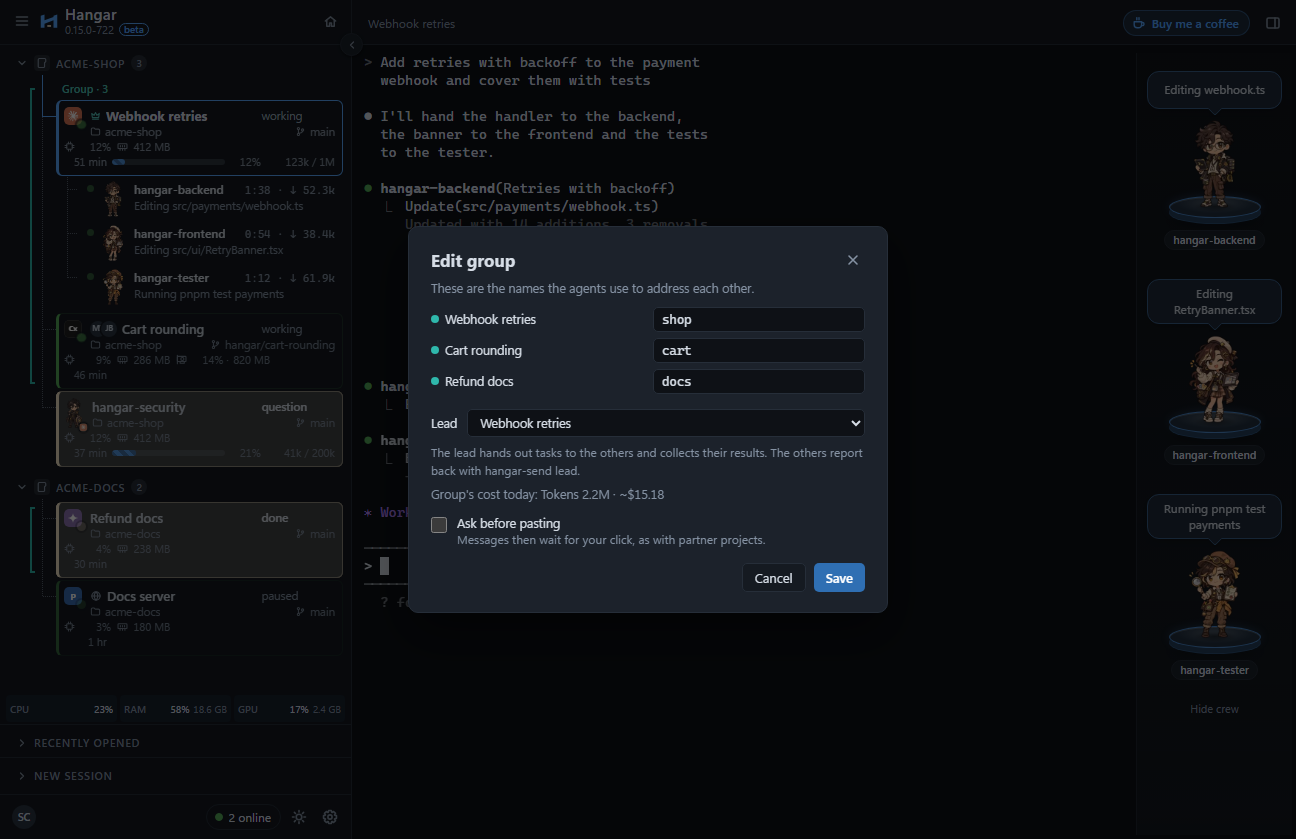 Hangar
0.15.0-722 beta
Webhook retries
Buy me a coffee
ACME-SHOP 3
Group · 3
Webhook retries working
acme-shop main
12% 412 MB
51 min 12% 123k / 1M
hangar-backend 1:38 · ↓ 52.3k
Editing src/payments/webhook.ts
hangar-frontend 0:54 · ↓ 38.4k
Editing src/ui/RetryBanner.tsx
hangar-tester 1:12 · ↓ 61.9k
Running pnpm test payments
Cx M JB Cart rounding working
acme-shop hangar/cart-rounding
9% 286 MB 14% · 820 MB
46 min
hangar-security question
acme-shop main
12% 412 MB
37 min 21% 41k / 200k
ACME-DOCS 2
Refund docs done
acme-docs main
4% 238 MB
30 min
P Docs server paused
acme-docs main
3% 180 MB
1 hr
CPU 23% RAM 58% 18.6 GB GPU 17% 2.4 GB
RECENTLY OPENED
NEW SESSION
SC 2 online
> Add retries with backoff to the payment
webhook and cover them with tests
● I'll hand the handler to the backend,
the banner to the frontend and the tests
to the tester.
● hangar-backend(Retries with backoff)
⎿ Update(src/payments/webhook.ts)
Updated with 14 additions, 3 removals
Edit group
These are the names the agents use to address each other.
Webhook retries shop
Cart rounding cart
Refund docs docs
Lead Webhook retries
The lead hands out tasks to the others and collects their results. The others report
back with hangar-send lead.
Group's cost today: Tokens 2.2M · ~$15.18
Ask before pasting
Messages then wait for your click, as with partner projects.
Cancel Save
>
Editing webhook.ts
hangar-backend
Editing
RetryBanner.tsx
hangar-frontend
Running pnpm test
payments
hangar-tester
Hide crew